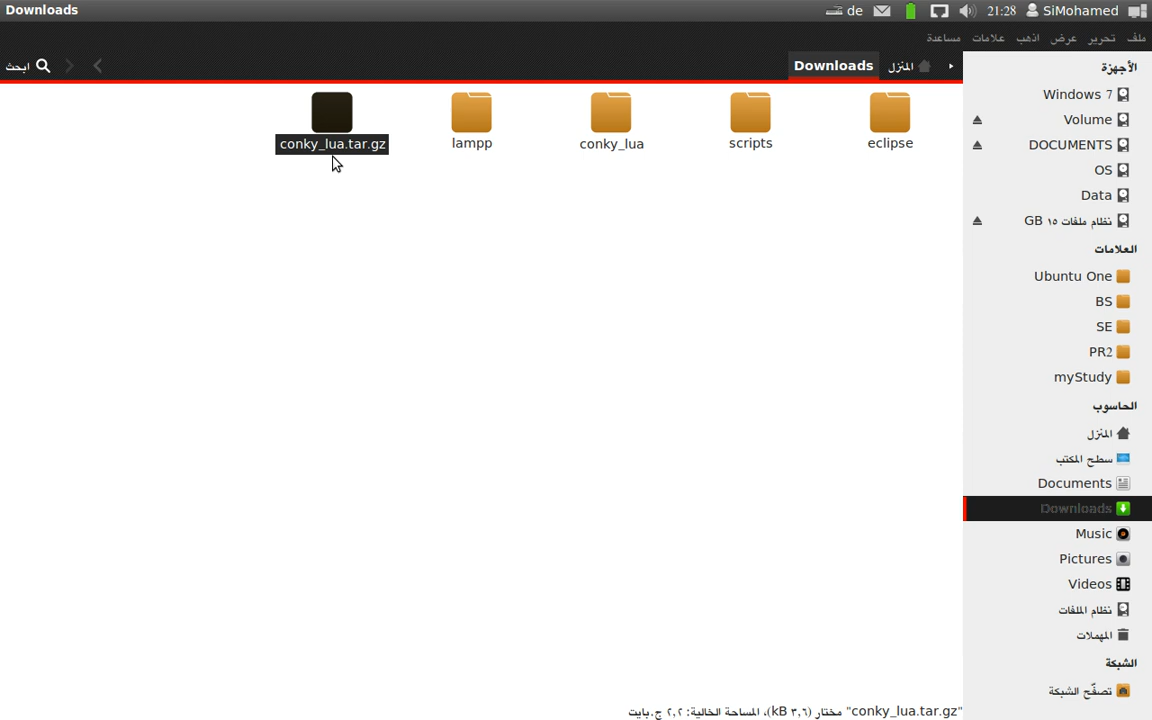 Downloads
de
21:28
SiMohamed
ملف تحرير عرض اذهب علامات مساعدة
المنزل
Downloads
ابحث
eclipse
scripts
conky_lua
lampp
conky_lua.tar.gz
الأجهزة
Windows 7
Volume
DOCUMENTS
OS
Data
نظام ملفات ١٥ GB
العلامات
Ubuntu One
BS
SE
PR2
myStudy
الحاسوب
المنزل
سطح المكتب
Documents
Downloads
Music
Pictures
Videos
نظام الملفات
المهملات
الشبكة
تصفّح الشبكة
"conky_lua.tar.gz" مختار (٣,٦ kB)، المساحة الخالية: ٢,٢ ج.بايت